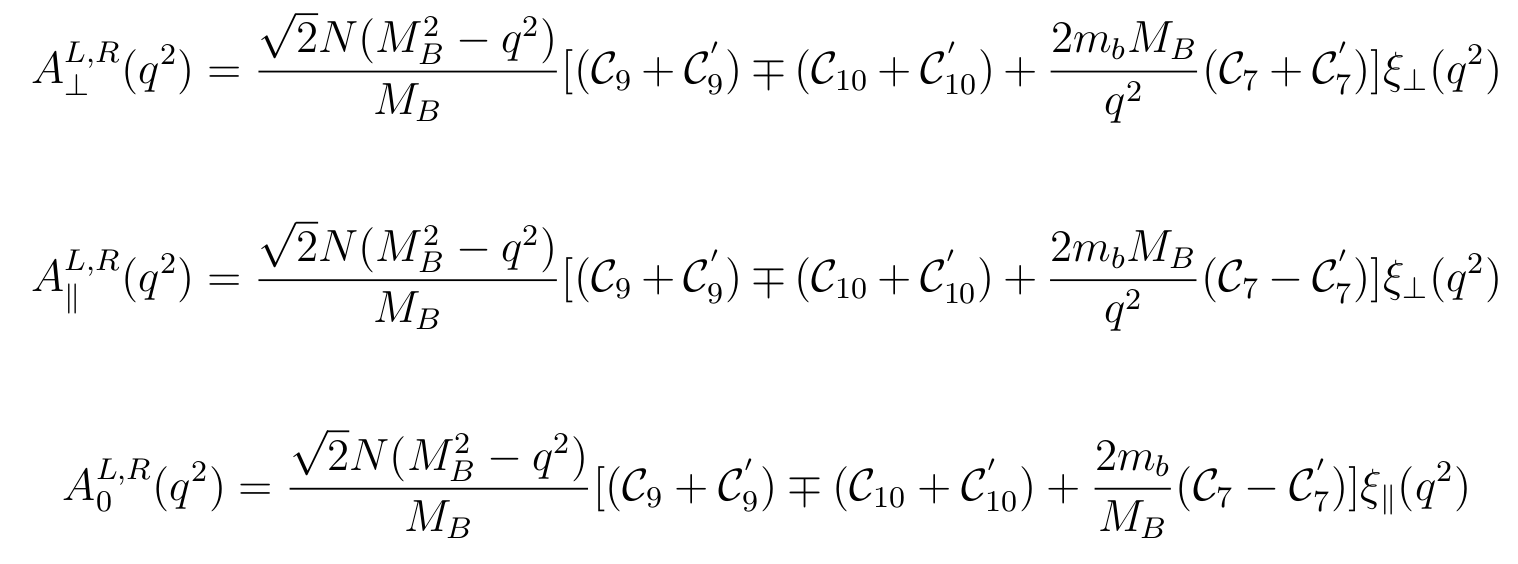 $A_{\perp}^{L,R}(q^2) = \frac{\sqrt{2}N(M_B^2 - q^2)}{M_B}[(\mathcal{C}_9 + \mathcal{C}_9^{'}) \mp (\mathcal{C}_{10} + \mathcal{C}_{10}^{'}) + \frac{2m_b M_B}{q^2}(\mathcal{C}_7 + \mathcal{C}_7^{'})]\xi_{\perp}(q^2)$
$A_{\parallel}^{L,R}(q^2) = \frac{\sqrt{2}N(M_B^2 - q^2)}{M_B}[(\mathcal{C}_9 + \mathcal{C}_9^{'}) \mp (\mathcal{C}_{10} + \mathcal{C}_{10}^{'}) + \frac{2m_b M_B}{q^2}(\mathcal{C}_7 - \mathcal{C}_7^{'})]\xi_{\perp}(q^2)$
$A_0^{L,R}(q^2) = \frac{\sqrt{2}N(M_B^2 - q^2)}{M_B}[(\mathcal{C}_9 + \mathcal{C}_9^{'}) \mp (\mathcal{C}_{10} + \mathcal{C}_{10}^{'}) + \frac{2m_b}{M_B}(\mathcal{C}_7 - \mathcal{C}_7^{'})]\xi_{\parallel}(q^2)$